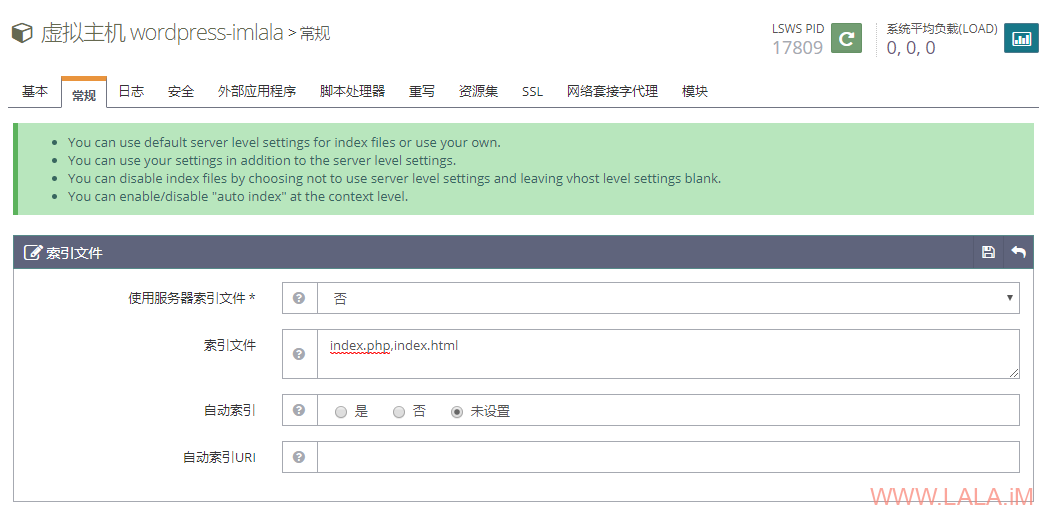 虚拟主机 wordpress-imlala > 常规
LSWS PID
17809
系统平均负载(LOAD)
0, 0, 0
基本 常规 日志 安全 外部应用程序 脚本处理器 重写 资源集 SSL 网络套接字代理 模块
You can use default server level settings for index files or use your own.
You can use your settings in addition to the server level settings.
You can disable index files by choosing not to use server level settings and leaving vhost level settings blank.
You can enable/disable "auto index" at the context level.
索引文件
使用服务器索引文件 * 否
索引文件 index.php,index.html
自动索引 是 否 未设置
自动索引URI
WWW.LALA.iM